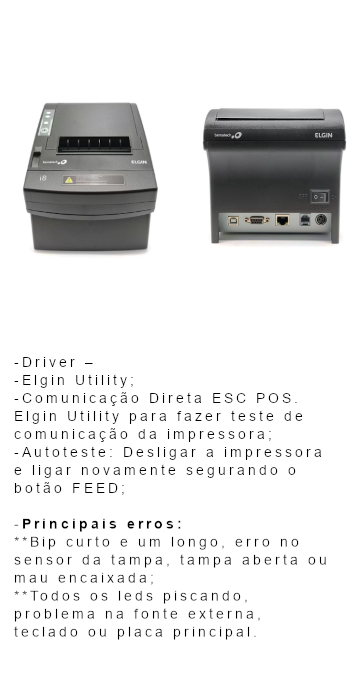 bematech
ELGIN
i8
bematech
ELGIN
-Driver –
-Elgin Utility;
-Comunicação Direta ESC POS.
Elgin Utility para fazer teste de
comunicação da impressora;
-Autoteste: Desligar a impressora
e ligar novamente segurando o
botão FEED;
-Principais erros:
**Bip curto e um longo, erro no
sensor da tampa, tampa aberta ou
mau encaixada;
**Todos os leds piscando,
problema na fonte externa,
teclado ou placa principal.